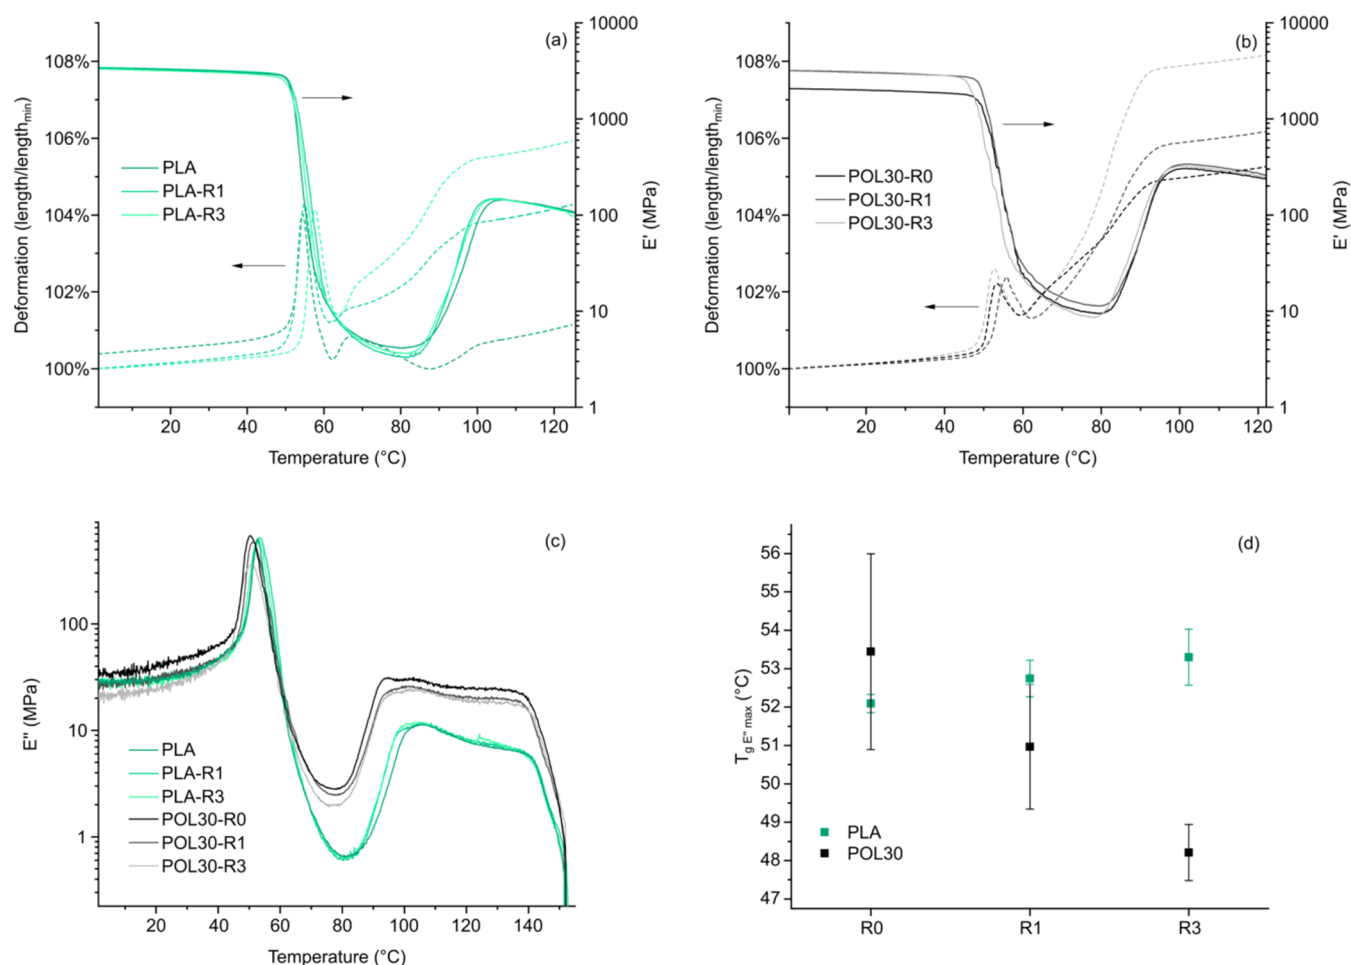 (a)
10000
108%
106%
104%
102%
100%
1000
100
10
1
Deformation (length/length_min)
E' (MPa)
PLA
PLA-R1
PLA-R3
20 40 60 80 100 120
Temperature (°C)
(b)
10000
108%
106%
104%
102%
100%
1000
100
10
1
Deformation (length/length_min)
E' (MPa)
POL30-R0
POL30-R1
POL30-R3
20 40 60 80 100 120
Temperature (°C)
(c)
100
10
1
E'' (MPa)
PLA
PLA-R1
PLA-R3
POL30-R0
POL30-R1
POL30-R3
20 40 60 80 100 120 140
Temperature (°C)
(d)
56
55
54
53
52
51
50
49
48
47
T_g E'' max (°C)
PLA
POL30
R0 R1 R3